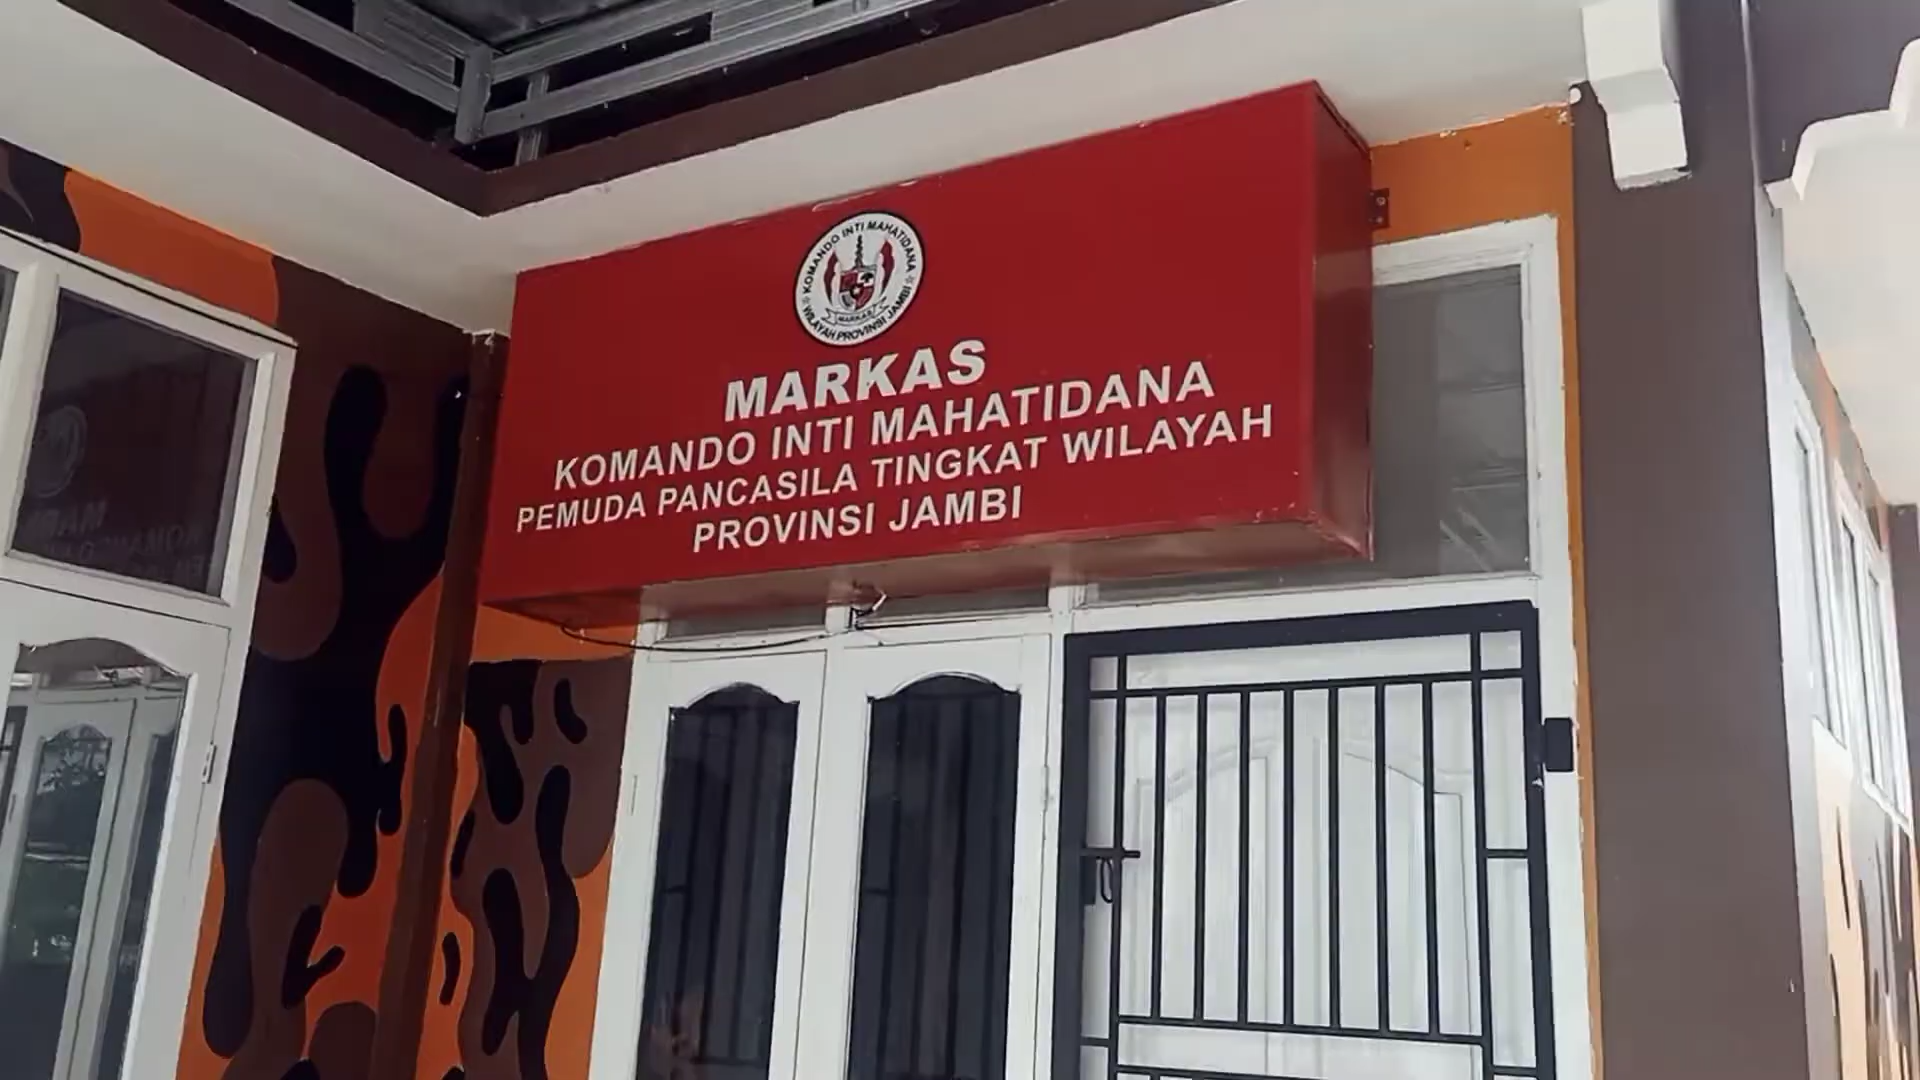 KOMANDO INTI MAHATIDANA
MARKAS
WILAYAH PROVINSI JAMBI
MARKAS
KOMANDO INTI MAHATIDANA
PEMUDA PANCASILA TINGKAT WILAYAH
PROVINSI JAMBI